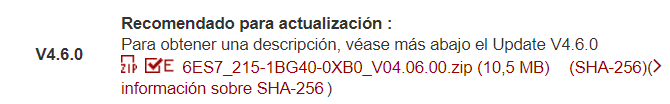 Recomendado para actualización :
V4.6.0
Para obtener una descripción, véase más abajo el Update V4.6.0
ZIP E 6ES7_215-1BG40-0XB0_V04.06.00.zip (10,5 MB) (SHA-256)(
información sobre SHA-256 )